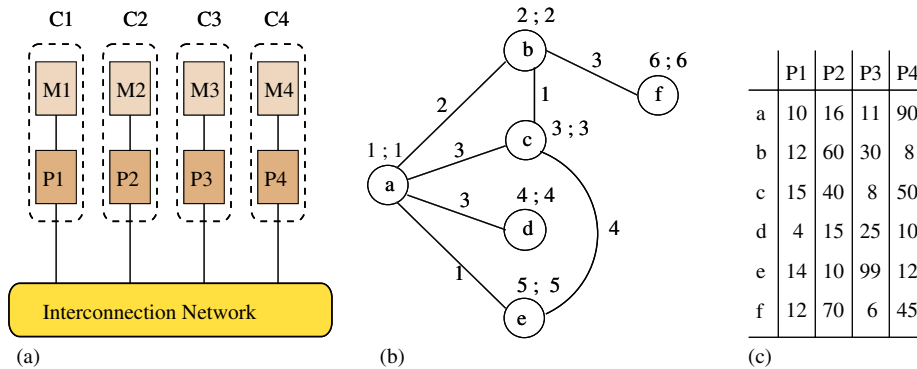 C1 C2 C3 C4
M1 M2 M3 M4
P1 P2 P3 P4
Interconnection Network
(a)
2 ; 2
b
3
6 ; 6
f
2
1
1 ; 1
a
3
c
3 ; 3
3
4 ; 4
d
4
1
5 ; 5
e
(b)
P1 P2 P3 P4
a 10 16 11 90
b 12 60 30 8
c 15 40 8 50
d 4 15 25 10
e 14 10 99 12
f 12 70 6 45
(c)